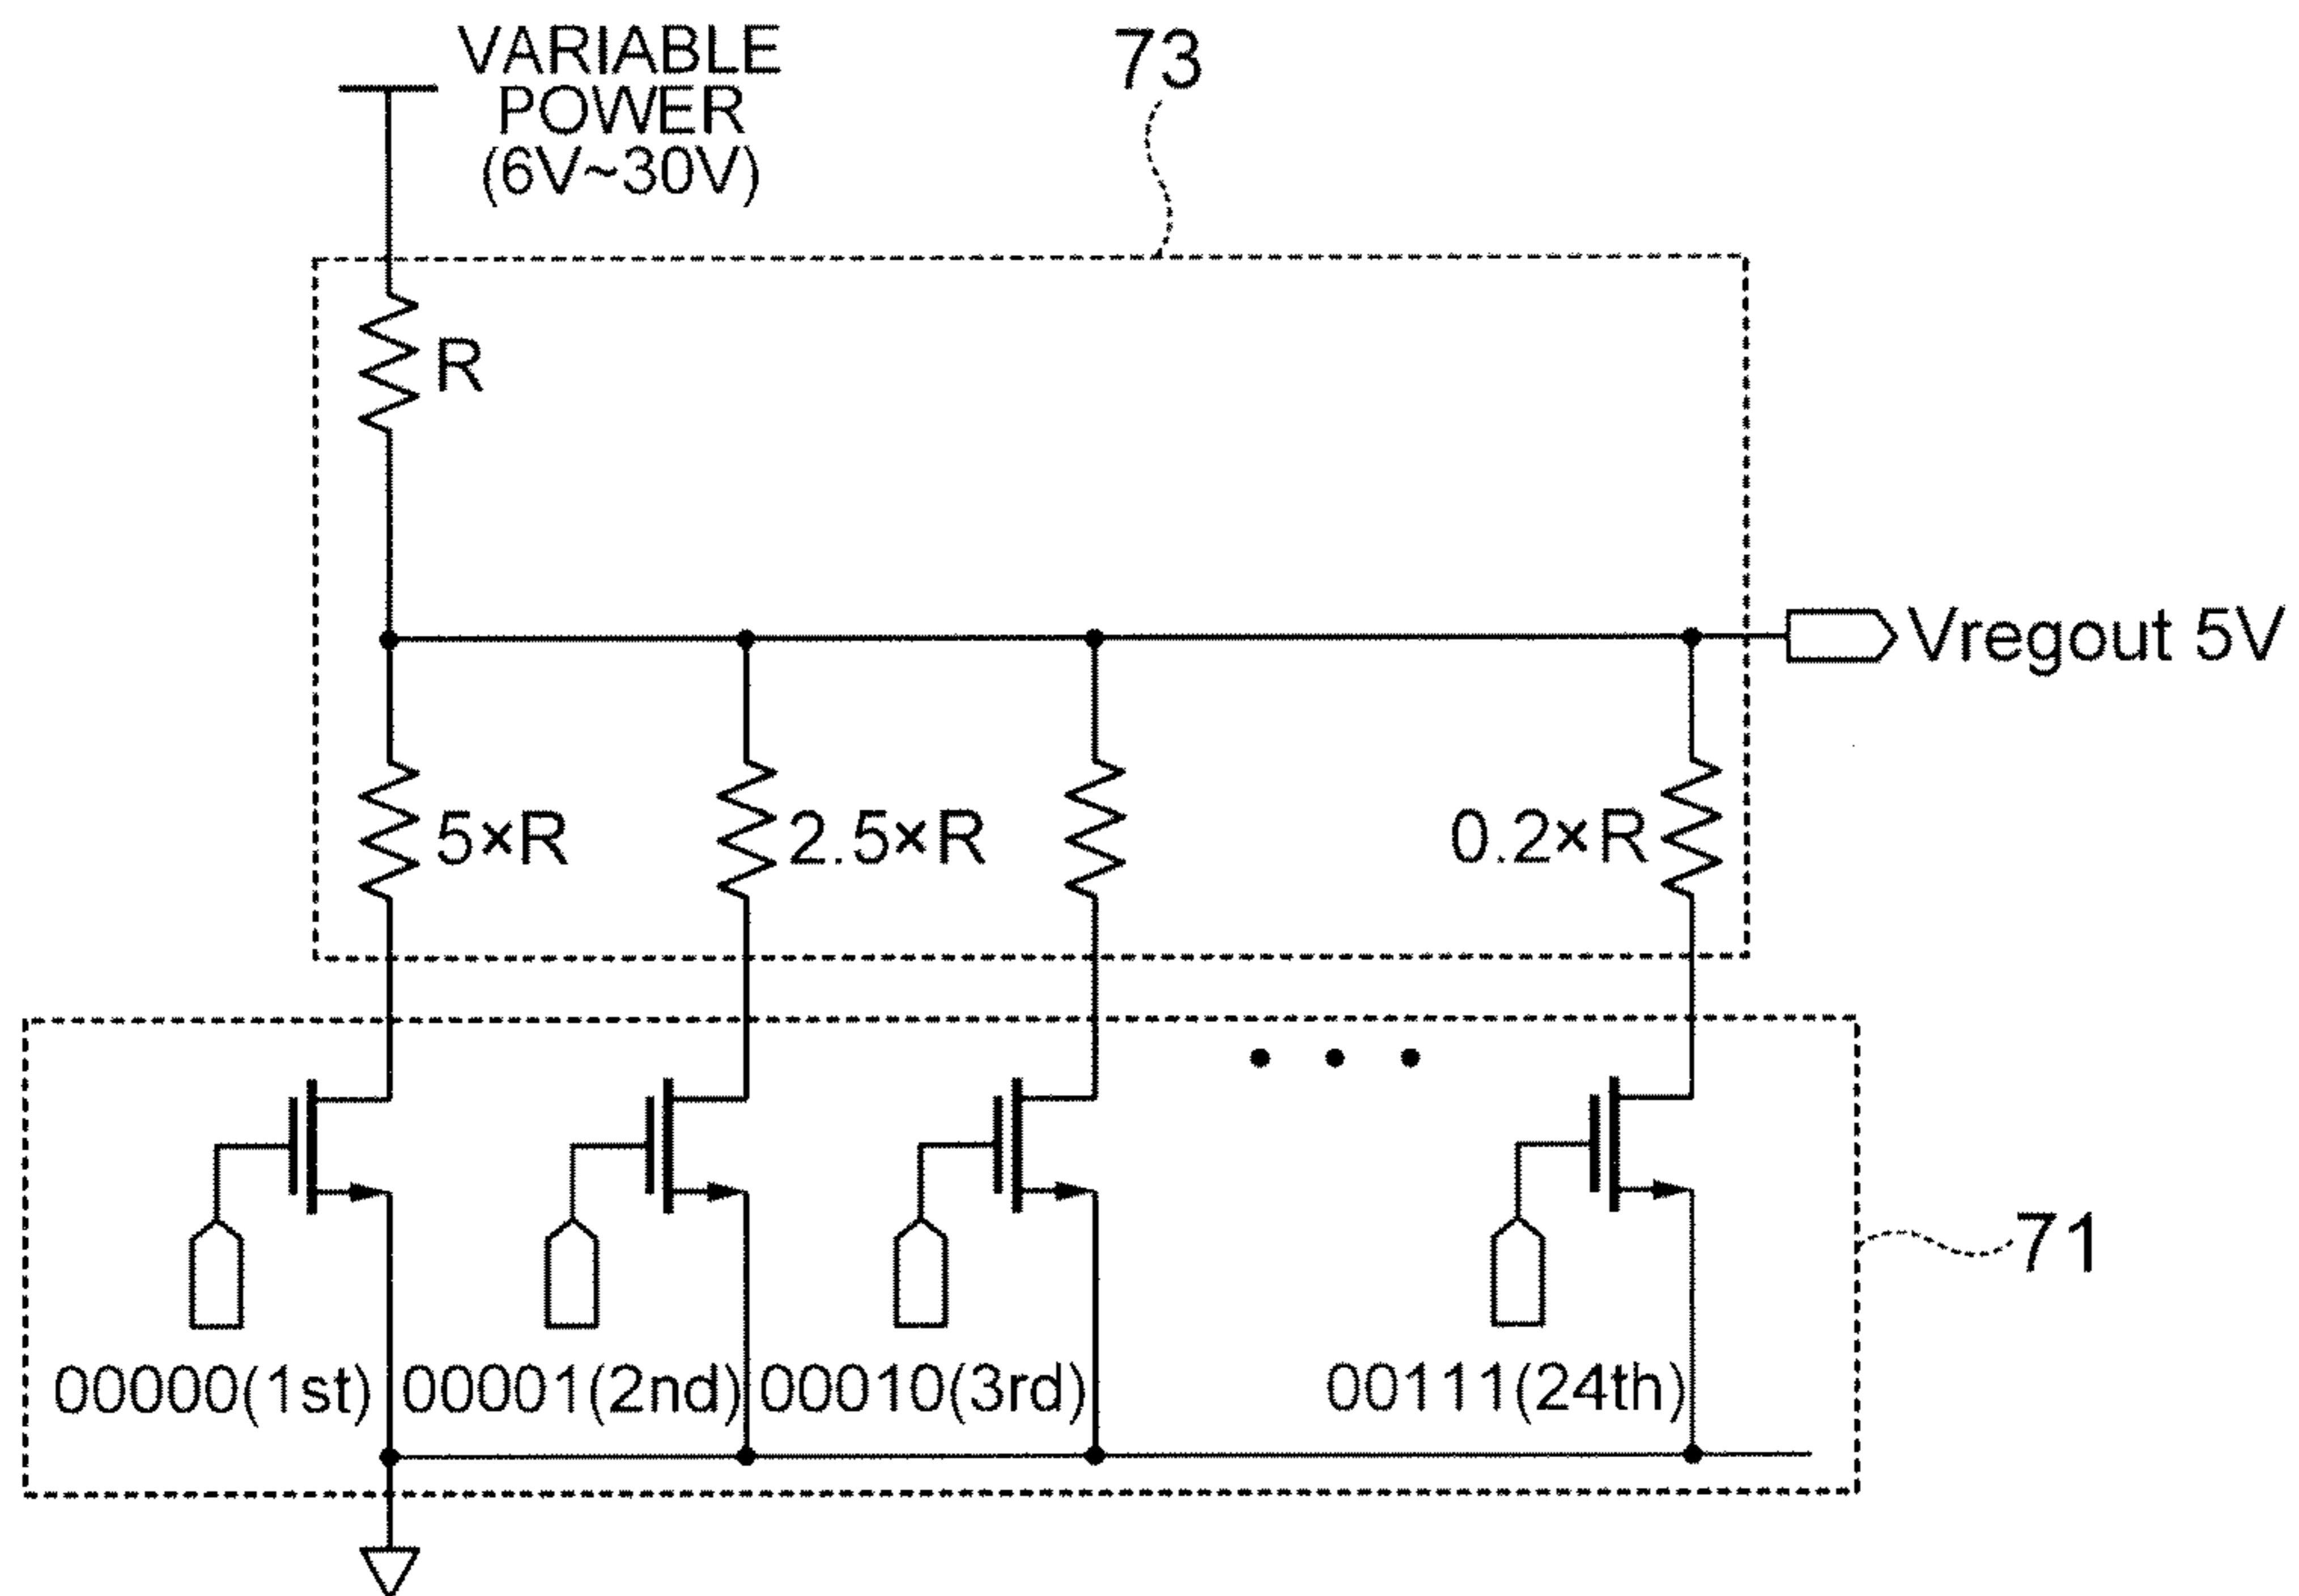 VARIABLE
POWER
(6V~30V)
73
R
Vregout 5V
5×R
2.5×R
0.2×R
71
00000(1st) 00001(2nd) 00010(3rd) 00111(24th)